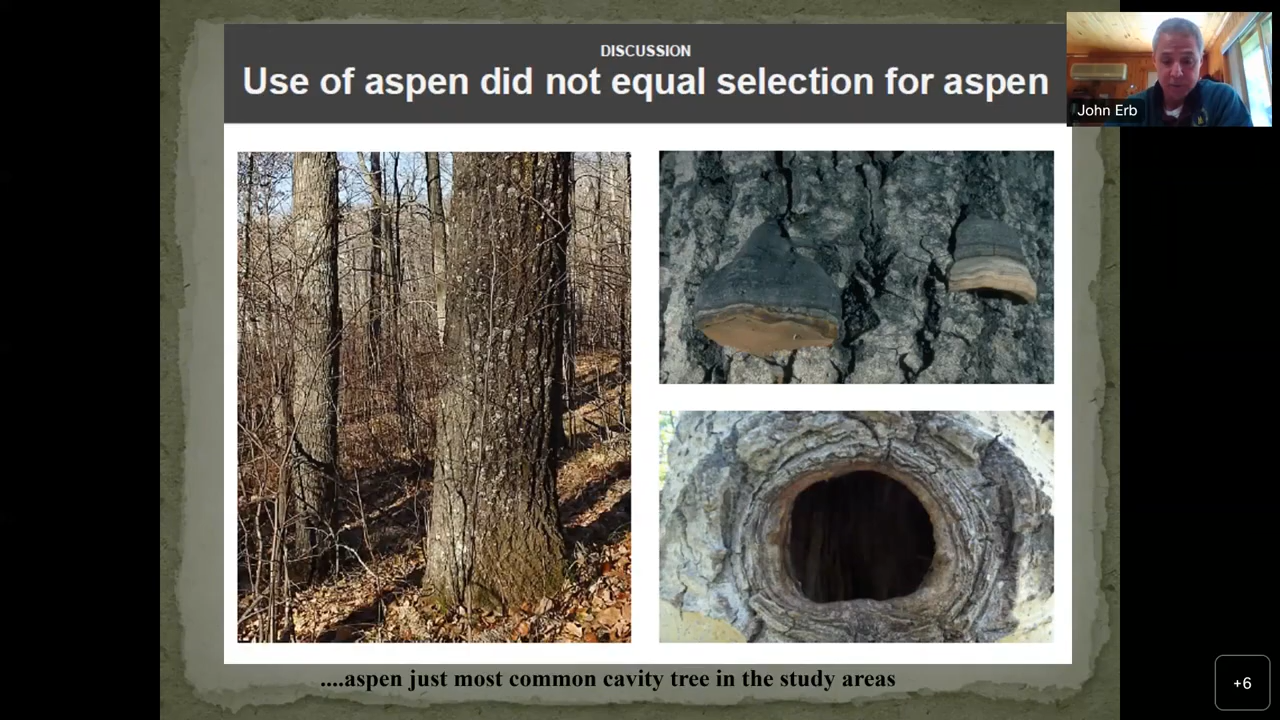 DISCUSSION
Use of aspen did not equal selection for aspen
John Erb
....aspen just most common cavity tree in the study areas
+6